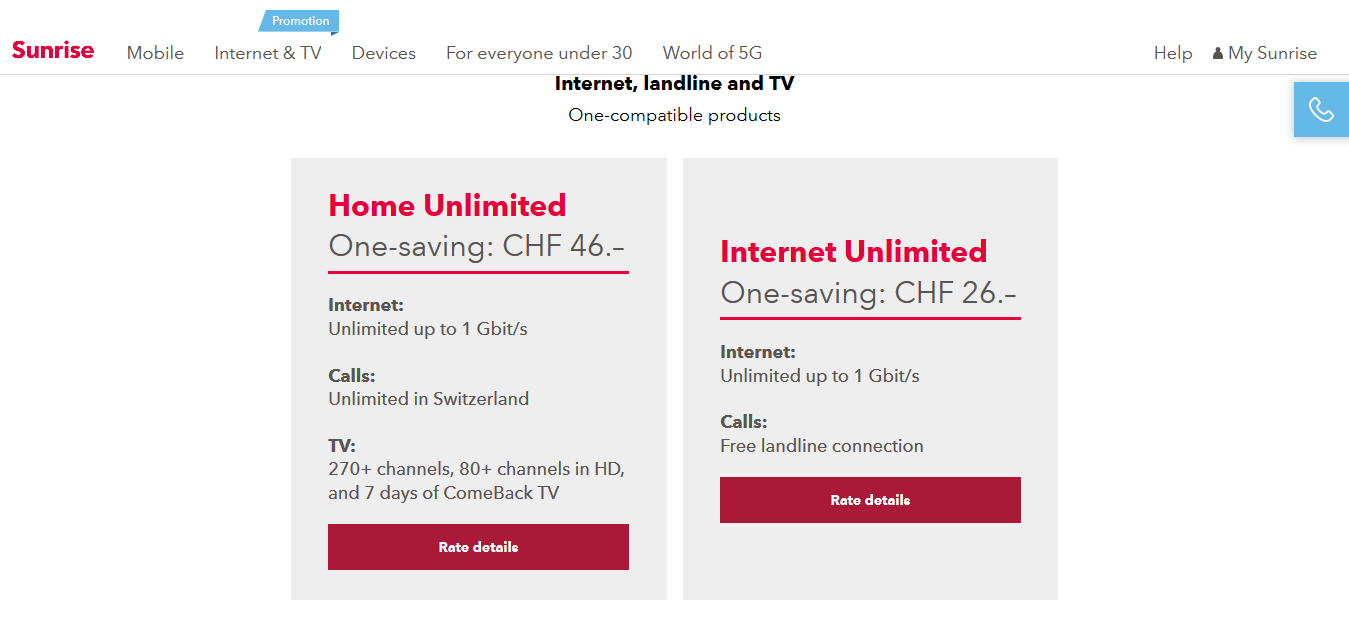 Promotion
Sunrise Mobile Internet & TV Devices For everyone under 30 World of 5G Help My Sunrise
Internet, landline and TV
One-compatible products
Home Unlimited
One-saving: CHF 46.–
Internet:
Unlimited up to 1 Gbit/s
Calls:
Unlimited in Switzerland
TV:
270+ channels, 80+ channels in HD,
and 7 days of ComeBack TV
Rate details
Internet Unlimited
One-saving: CHF 26.–
Internet:
Unlimited up to 1 Gbit/s
Calls:
Free landline connection
Rate details